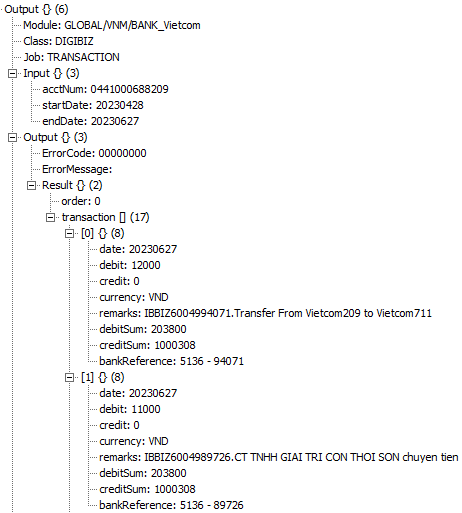 Output {} (6)
Module: GLOBAL/VNM/BANK_Vietcom
Class: DIGIBIZ
Job: TRANSACTION
Input {} (3)
acctNum: 0441000688209
startDate: 20230428
endDate: 20230627
Output {} (3)
ErrorCode: 00000000
ErrorMessage:
Result {} (2)
order: 0
transaction [] (17)
[0] {} (8)
date: 20230627
debit: 12000
credit: 0
currency: VND
remarks: IBBIZ6004994071.Transfer From Vietcom209 to Vietcom711
debitSum: 203800
creditSum: 1000308
bankReference: 5136 - 94071
[1] {} (8)
date: 20230627
debit: 11000
credit: 0
currency: VND
remarks: IBBIZ6004989726.CT TNHH GIAI TRI CON THOI SON chuyen tien
debitSum: 203800
creditSum: 1000308
bankReference: 5136 - 89726